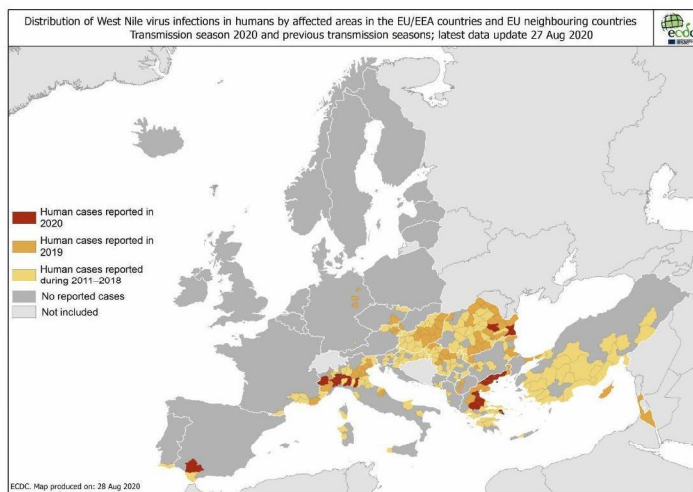 Distribution of West Nile virus infections in humans by affected areas in the EU/EEA countries and EU neighbouring countries
Transmission season 2020 and previous transmission seasons; latest data update 27 Aug 2020
ecdc
Human cases reported in
2020
Human cases reported in
2019
Human cases reported
during 2011–2018
No reported cases
Not included
ECDC. Map produced on: 28 Aug 2020